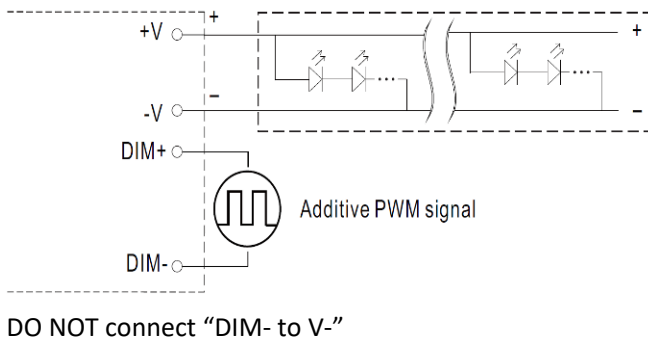 +V +
+
-V –
–
DIM+
Additive PWM signal
DIM-
DO NOT connect “DIM- to V-”